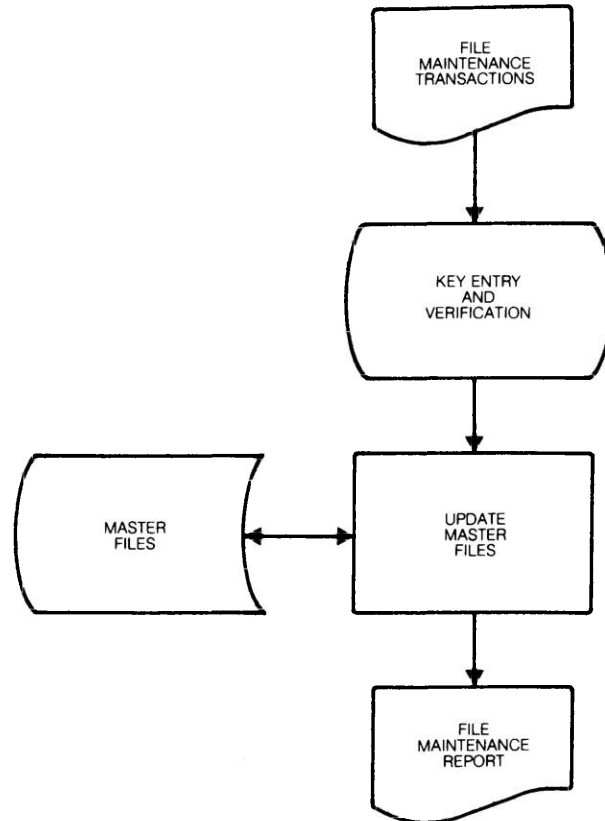 FILE
MAINTENANCE
TRANSACTIONS
KEY ENTRY
AND
VERIFICATION
MASTER
FILES
UPDATE
MASTER
FILES
FILE
MAINTENANCE
REPORT